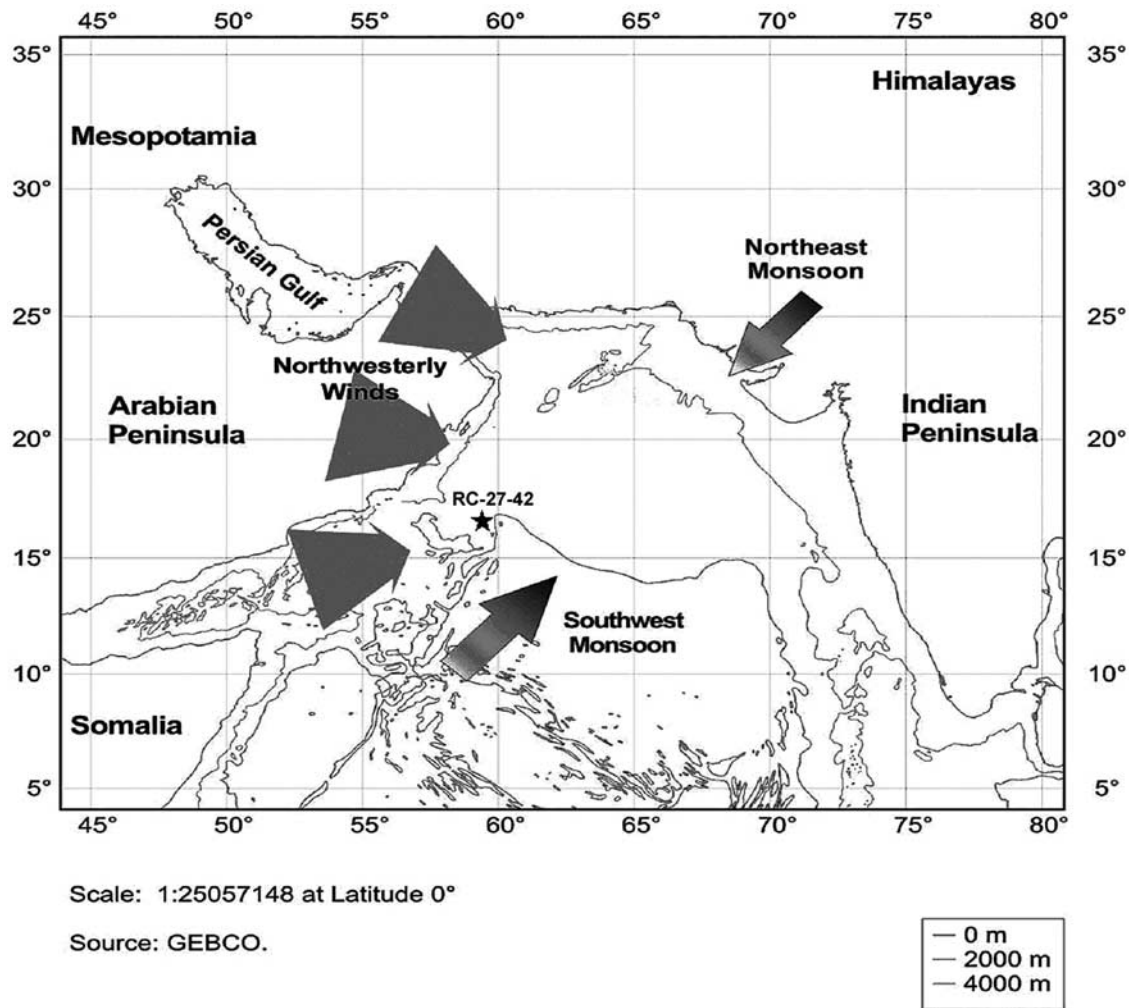 45° 50° 55° 60° 65° 70° 75° 80°
35° 35°
Himalayas
Mesopotamia
30° 30°
Persian Gulf
Northeast
Monsoon
25° 25°
Northwesterly
Winds
Arabian
Peninsula
Indian
Peninsula
20° 20°
RC-27-42
15° 15°
Southwest
Monsoon
10° 10°
Somalia
5° 5°
45° 50° 55° 60° 65° 70° 75° 80°
Scale: 1:25057148 at Latitude 0°
Source: GEBCO.
0 m
2000 m
4000 m